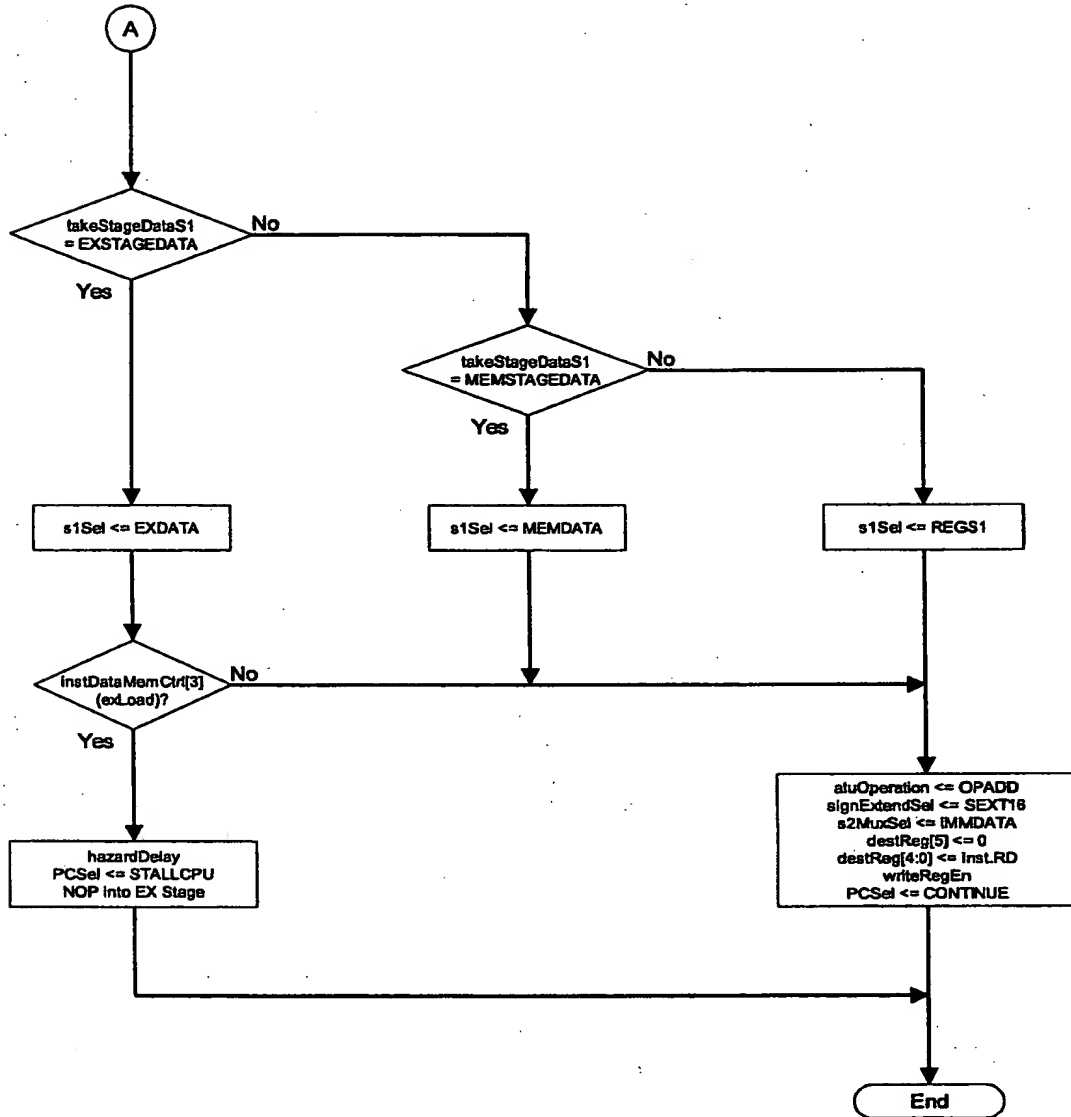 A
takeStageDataS1
= EXSTAGEDATA
No
Yes
takeStageDataS1
= MEMSTAGEDATA
No
Yes
s1Sel <= EXDATA
s1Sel <= MEMDATA
s1Sel <= REGS1
instDataMemCtrl[3]
(exLoad)?
No
Yes
hazardDelay
PCSel <= STALLCPU
NOP into EX Stage
aluOperation <= OPADD
signExtendSel <= SEXT16
s2MuxSel <= IMMDATA
destReg[5] <= 0
destReg[4:0] <= inst.RD
writeRegEn
PCSel <= CONTINUE
End